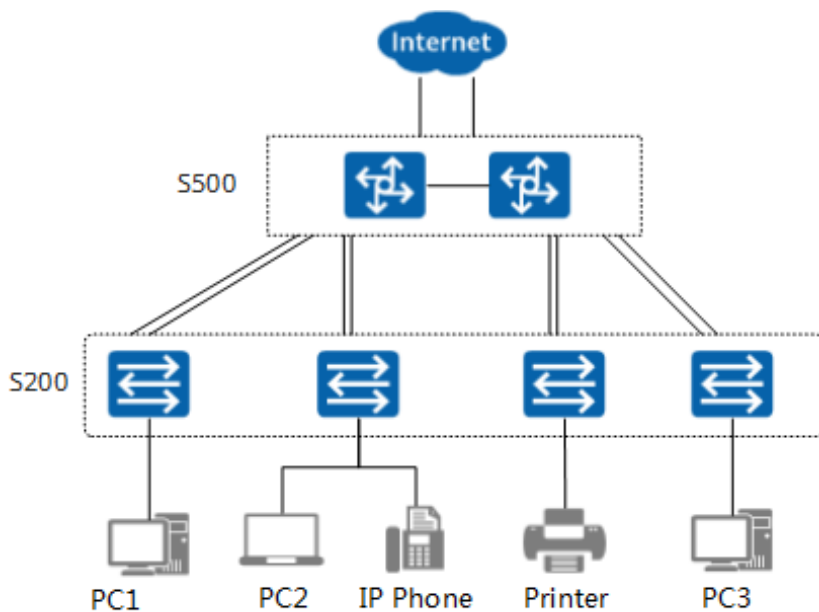 Internet
S500
S200
PC1
PC2
IP Phone
Printer
PC3